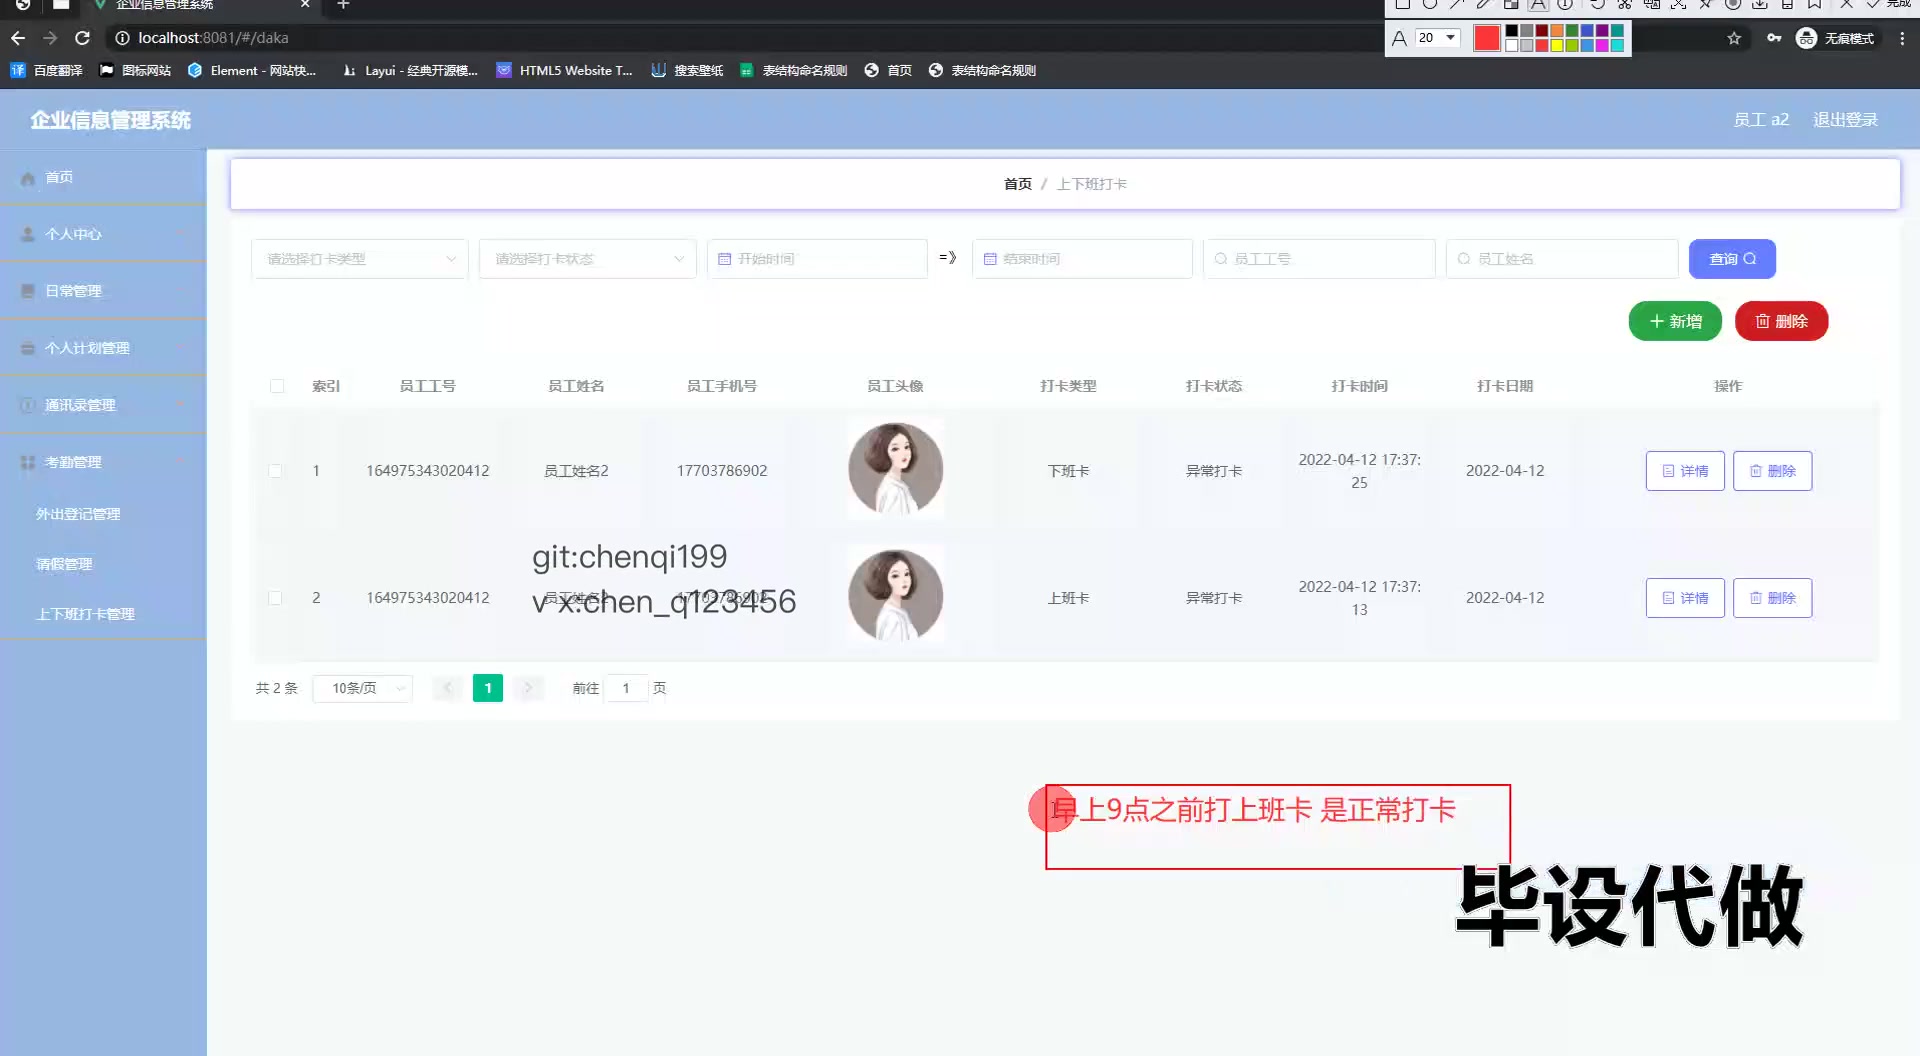 企业信息管理系统
完成
localhost:8081/#/daka
A 20
无痕模式
百度翻译 图标网站 Element - 网站快... Layui - 经典开源模... HTML5 Website T... 搜索壁纸 表结构命名规则 首页 表结构命名规则
企业信息管理系统
员工 a2 退出登录
首页
个人中心
日常管理
个人计划管理
通讯录管理
考勤管理
外出登记管理
请假管理
上下班打卡管理
首页 / 上下班打卡
请选择打卡类型 请选择打卡状态 开始时间 =》 结束时间 员工工号 员工姓名 查询
新增 删除
索引 员工工号 员工姓名 员工手机号 员工头像 打卡类型 打卡状态 打卡时间 打卡日期 操作
1 164975343020412 员工姓名2 17703786902 下班卡 异常打卡 2022-04-12 17:37:25 2022-04-12 详情 删除
2 164975343020412 员工姓名2 17703786902 上班卡 异常打卡 2022-04-12 17:37:13 2022-04-12 详情 删除
git:chenqi199
v x:chen_q123456
共 2 条 10条/页 1 前往 1 页
早上9点之前打上班卡 是正常打卡
毕设代做